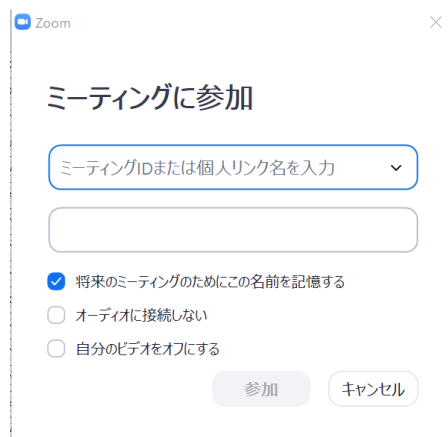 Zoom
ミーティングに参加
ミーティングIDまたは個人リンク名を入力
将来のミーティングのためにこの名前を記憶する
オーディオに接続しない
自分のビデオをオフにする
参加 キャンセル